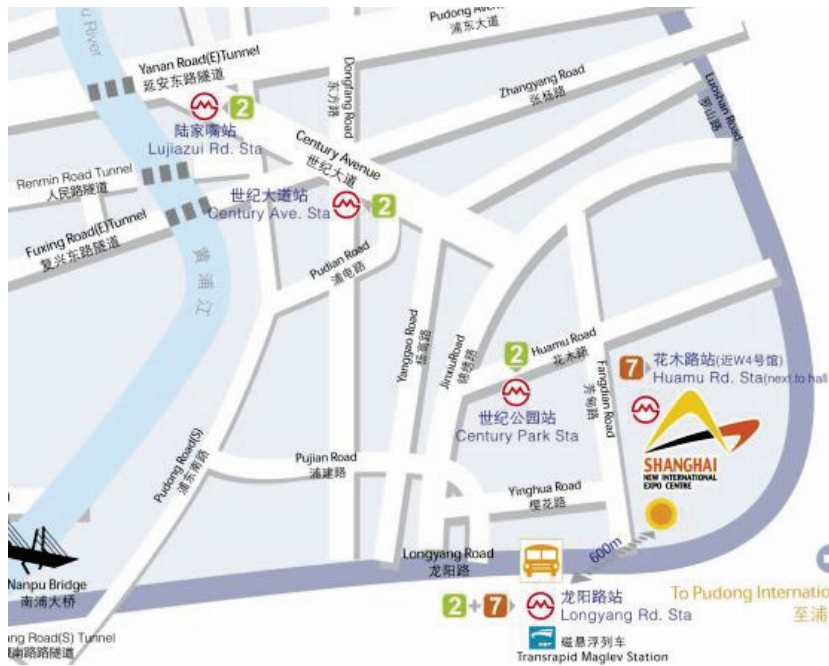 Pudong Avenue
浦东大道
Yanan Road(E)Tunnel
延安东路隧道
Dongfang Road
东方路
Zhangyang Road
张杨路
Luoshan Road
罗山路
2
陆家嘴站
Lujiazui Rd. Sta
Century Avenue
世纪大道
Renmin Road Tunnel
人民路隧道
世纪大道站
Century Ave. Sta
2
Fuxing Road(E)Tunnel
复兴东路隧道
黄浦江
Pudian Road
浦电路
Yanggao Road
杨高路
JinxiuRoad
锦绣路
2
Huamu Road
花木路
Fangdian Road
芳甸路
7
花木路站(近W4号馆)
Huamu Rd. Sta(next to hall
世纪公园站
Century Park Sta
SHANGHAI
NEW INTERNATIONAL
EXPO CENTRE
Pudong Road(S)
浦东南路
Pujian Road
浦建路
Yinghua Road
樱花路
600m
Longyang Road
龙阳路
Nanpu Bridge
南浦大桥
2+7
龙阳路站
Longyang Rd. Sta
To Pudong Internatio
至浦
ang Road(S) Tunnel
南路隧道
磁悬浮列车
Transrapid Maglev Station